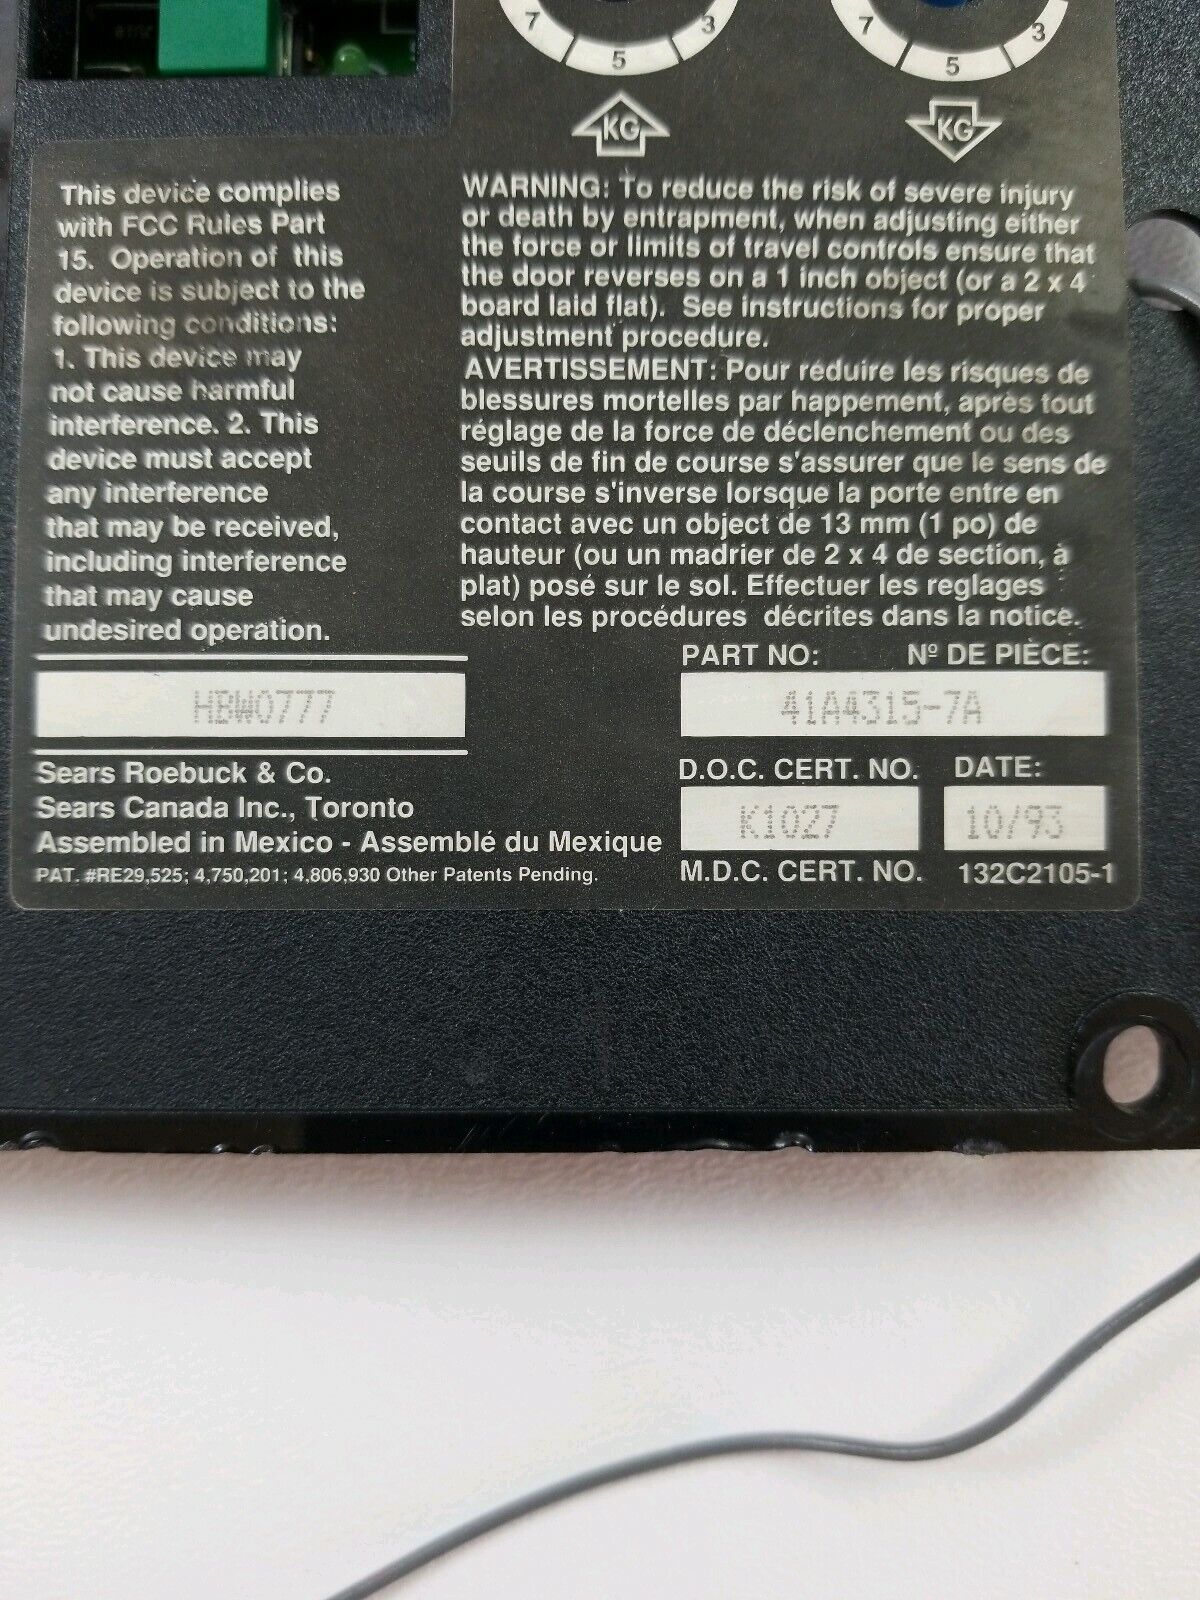 7 5 3
7 5 3
KG
KG
This device complies
with FCC Rules Part
15. Operation of this
device is subject to the
following conditions:
1. This device may
not cause harmful
interference. 2. This
device must accept
any interference
that may be received,
including interference
that may cause
undesired operation.
WARNING: To reduce the risk of severe injury
or death by entrapment, when adjusting either
the force or limits of travel controls ensure that
the door reverses on a 1 inch object (or a 2 x 4
board laid flat). See instructions for proper
adjustment procedure.
AVERTISSEMENT: Pour réduire les risques de
blessures mortelles par happement, après tout
réglage de la force de déclenchement ou des
seuils de fin de course s'assurer que le sens de
la course s'inverse lorsque la porte entre en
contact avec un object de 13 mm (1 po) de
hauteur (ou un madrier de 2 x 4 de section, à
plat) posé sur le sol. Effectuer les reglages
selon les procédures décrites dans la notice.
HBW0777
PART NO: Nº DE PIÈCE:
41A4315-7A
Sears Roebuck & Co.
Sears Canada Inc., Toronto
Assembled in Mexico - Assemblé du Mexique
PAT. #RE29,525; 4,750,201; 4,806,930 Other Patents Pending.
D.O.C. CERT. NO. DATE:
K1027 10/93
M.D.C. CERT. NO. 132C2105-1